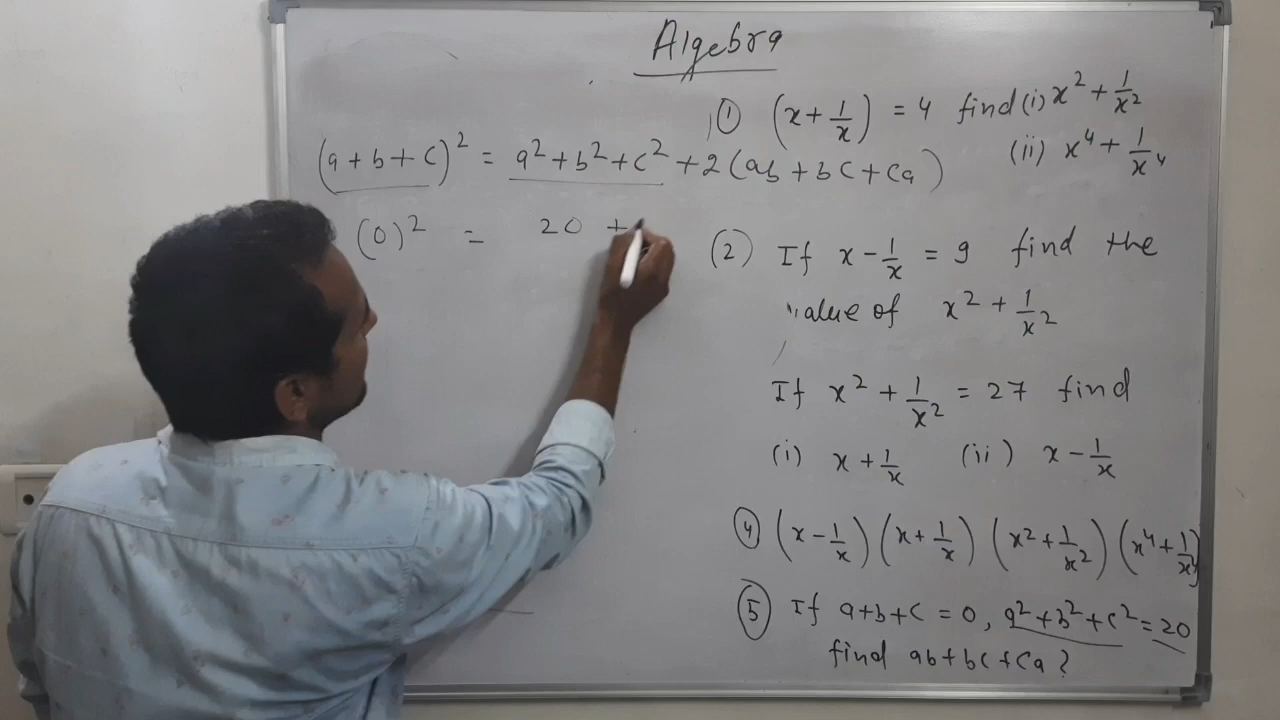 Algebra
① (x + 1/x) = 4 find (i) x² + 1/x²
(ii) x⁴ + 1/x⁴
(a + b + c)² = a² + b² + c² + 2(ab + bc + ca)
(0)² = 20 +
(2) If x - 1/x = 9 find the
value of x² + 1/x²
If x² + 1/x² = 27 find
(i) x + 1/x (ii) x - 1/x
④ (x - 1/x) (x + 1/x) (x² + 1/x²) (x⁴ + 1/x⁴)
⑤ If a+b+c = 0, a²+b²+c² = 20
find ab+bc+ca?